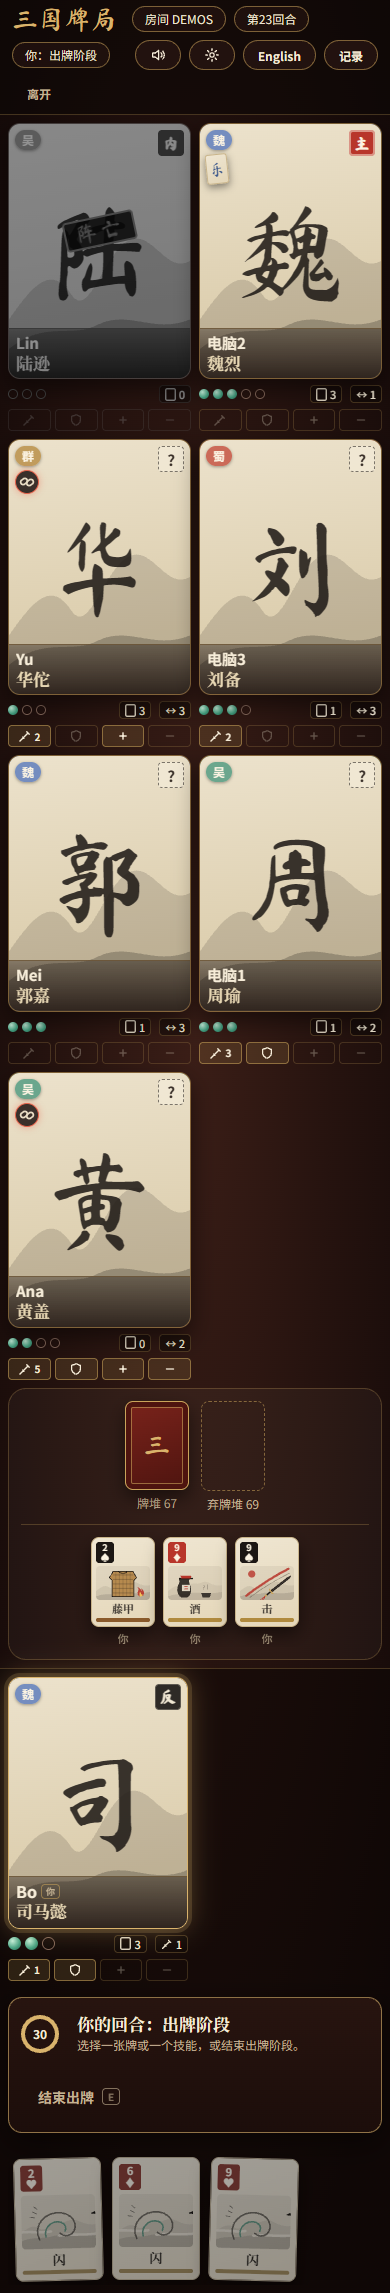 三国牌局 房间 DEMOS 第23回合
你：出牌阶段 English 记录
离开
吴 内
陆
阵亡
Lin
陆逊
0
魏 主
乐
魏
电脑2
魏烈
3 1
群 ?
华
Yu
华佗
3 3
2
蜀 ?
刘
电脑3
刘备
1 3
2
魏 ?
郭
Mei
郭嘉
1 3
吴 ?
周
电脑1
周瑜
1 2
3
吴 ?
黄
Ana
黄盖
0 2
5
三
牌堆 67 弃牌堆 69
2 9 9
藤甲 酒 击
你 你 你
魏 反
司
Bo 你
司马懿
3 1
1
30 你的回合：出牌阶段
选择一张牌或一个技能，或结束出牌阶段。
结束出牌 E
2 6 9
闪 闪 闪